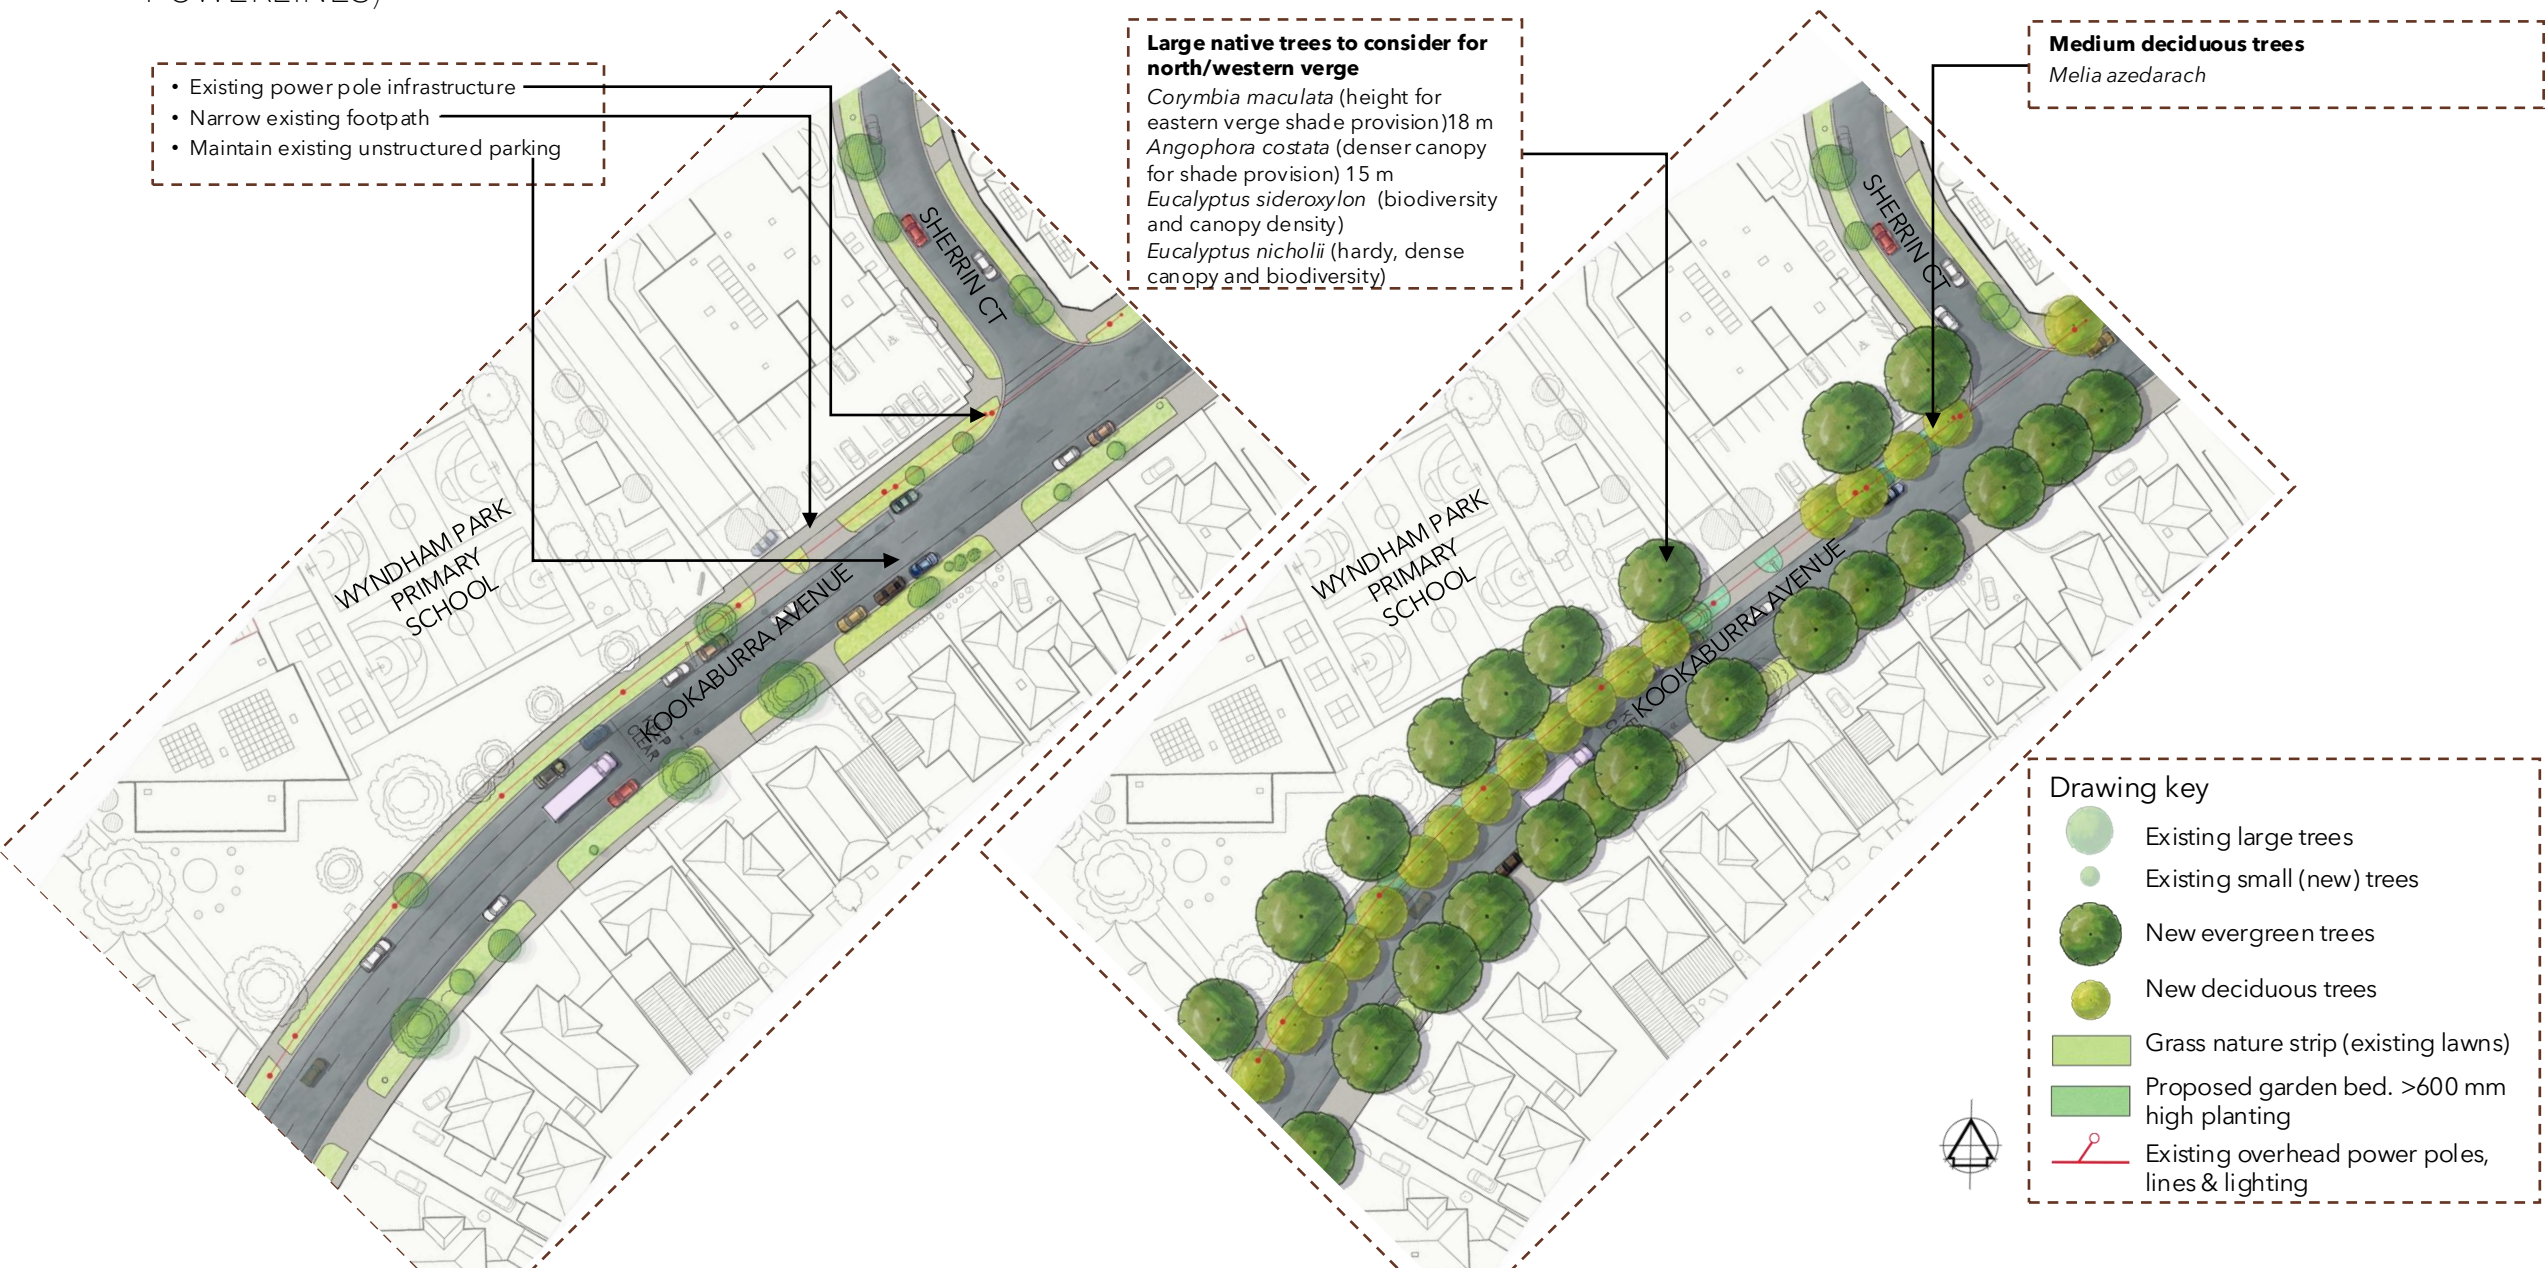 POWERLINES)
• Existing power pole infrastructure
• Narrow existing footpath
• Maintain existing unstructured parking
SHERRIN CT
WYNDHAM PARK
PRIMARY
SCHOOL
KOOKABURRA AVENUE
KEEP
CLEAR
Large native trees to consider for
north/western verge
Corymbia maculata (height for
eastern verge shade provision)18 m
Angophora costata (denser canopy
for shade provision) 15 m
Eucalyptus sideroxylon (biodiversity
and canopy density)
Eucalyptus nicholii (hardy, dense
canopy and biodiversity)
Medium deciduous trees
Melia azedarach
SHERRIN CT
WYNDHAM PARK
PRIMARY
SCHOOL
KOOKABURRA AVENUE
Drawing key
Existing large trees
Existing small (new) trees
New evergreen trees
New deciduous trees
Grass nature strip (existing lawns)
Proposed garden bed. >600 mm
high planting
Existing overhead power poles,
lines & lighting